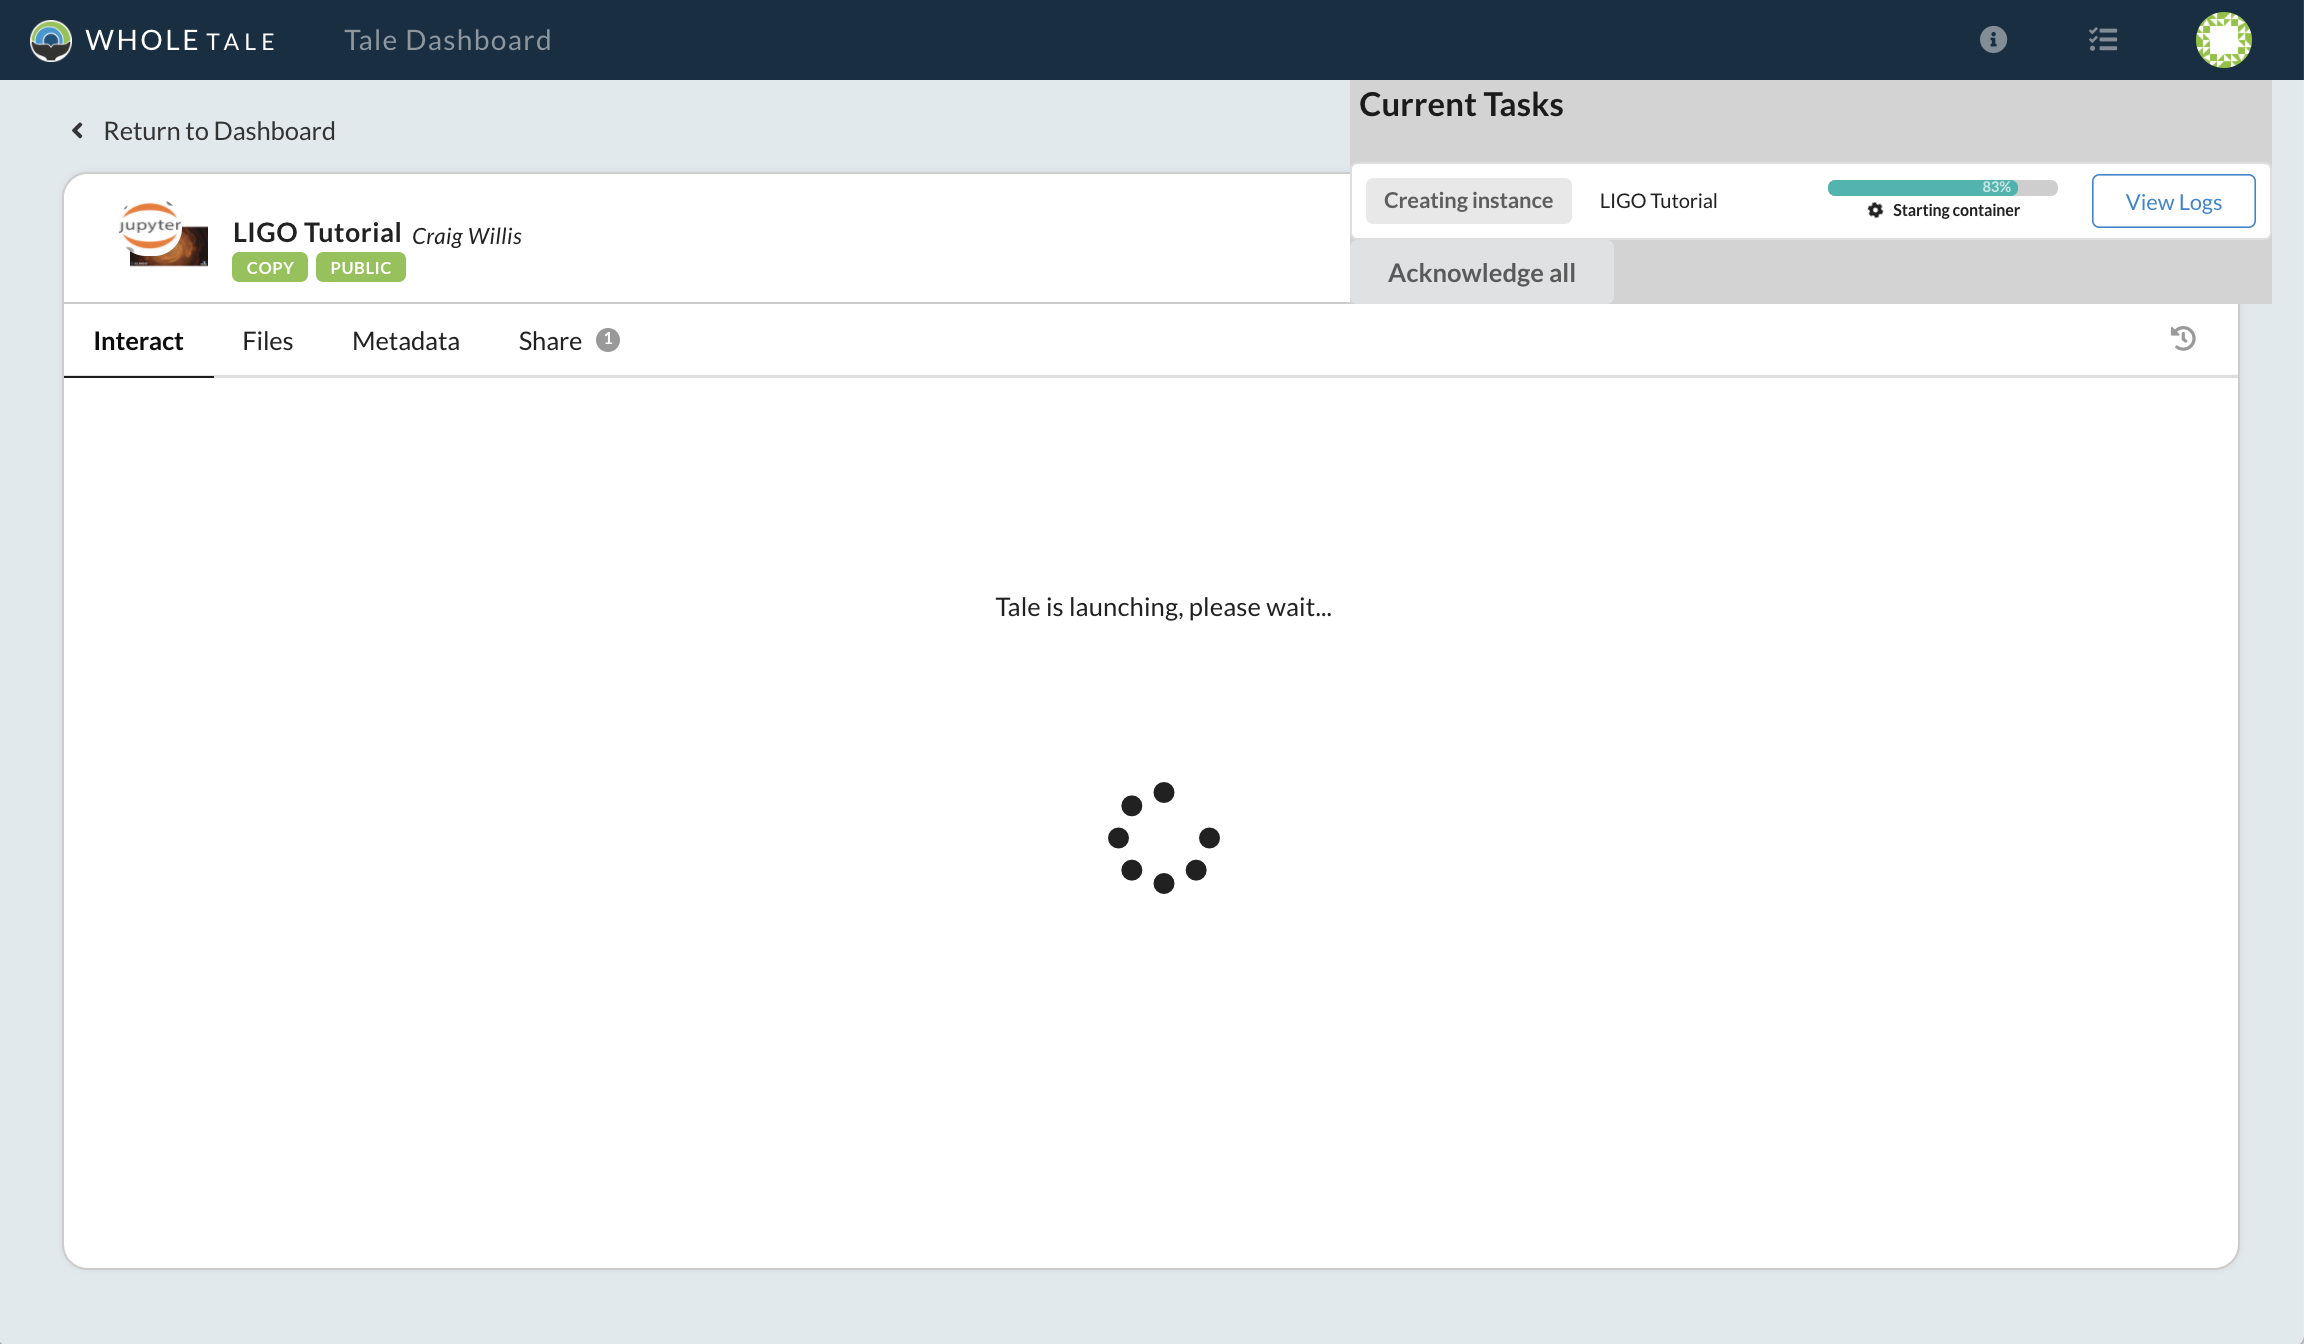 WHOLE TALE Tale Dashboard
Current Tasks
Return to Dashboard
Creating instance LIGO Tutorial 83% View Logs
Starting container
jupyter
LIGO Tutorial Craig Willis
COPY PUBLIC
Acknowledge all
Interact Files Metadata Share 1
Tale is launching, please wait...